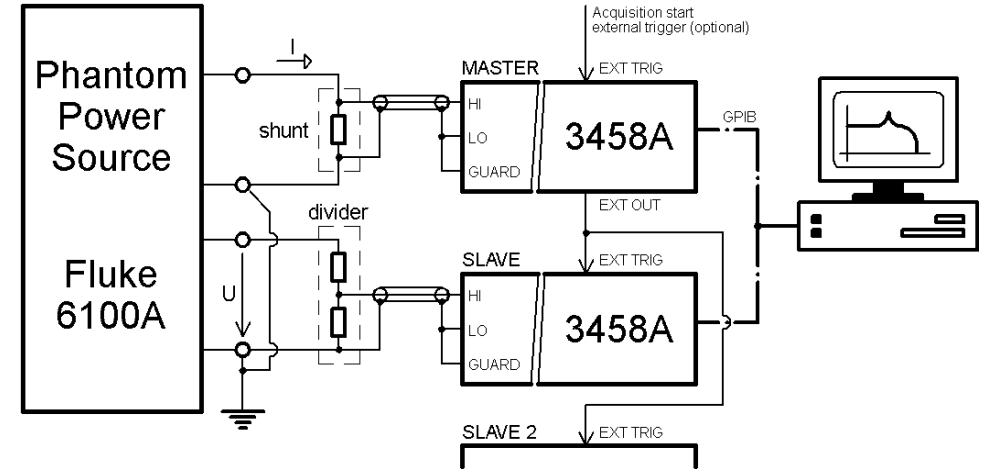 Acquisition start
external trigger (optional)
Phantom
Power
Source
Fluke
6100A
I
shunt
MASTER
EXT TRIG
HI
LO
GUARD
3458A
GPIB
EXT OUT
divider
U
SLAVE
EXT TRIG
HI
LO
GUARD
3458A
SLAVE 2
EXT TRIG